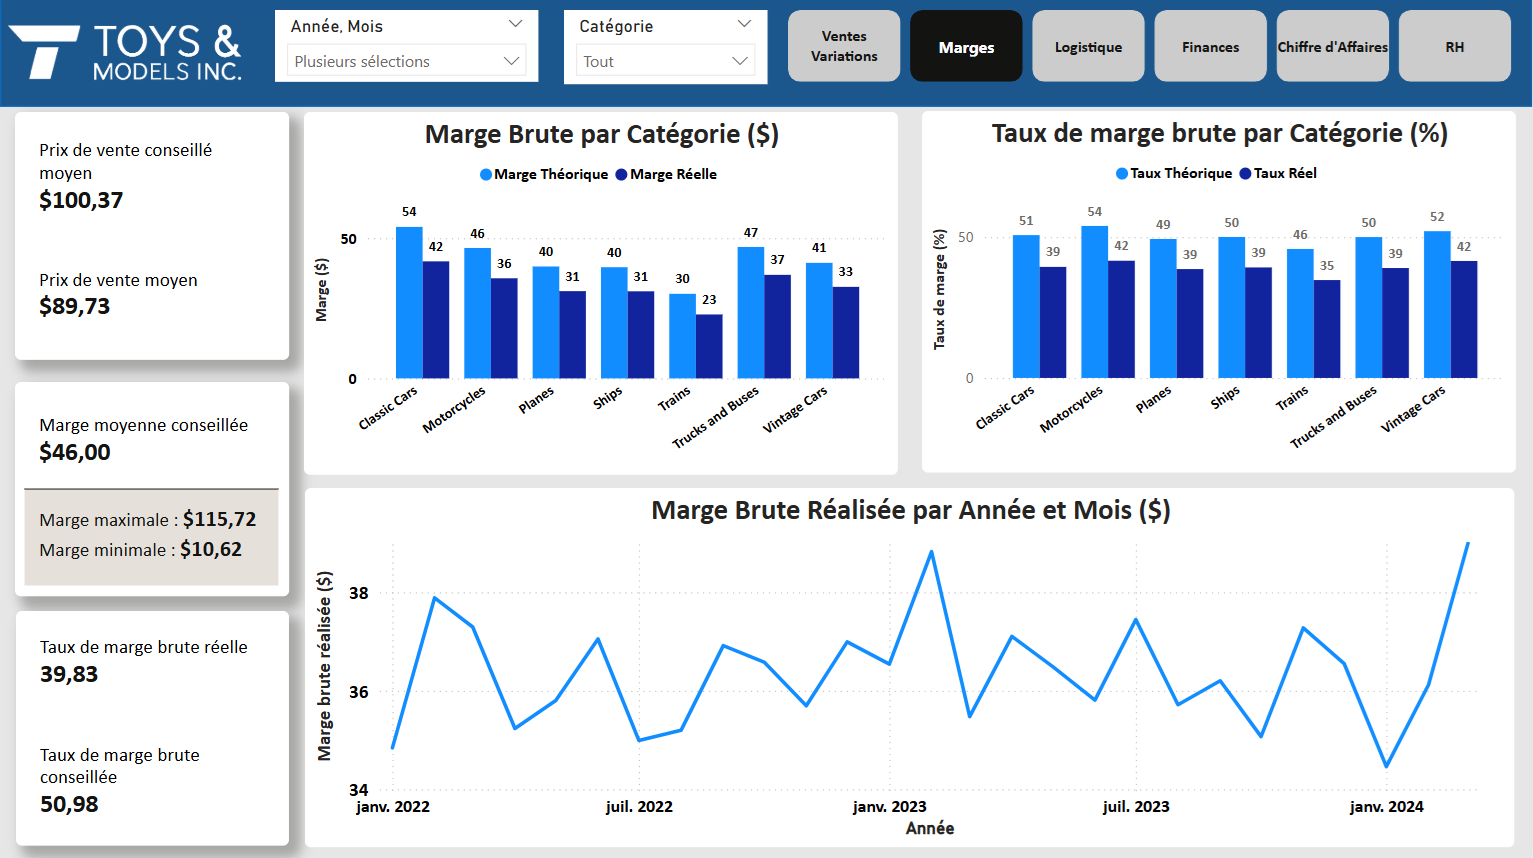 TOYS &
MODELS INC.
Année, Mois
Plusieurs sélections
Catégorie
Tout
Ventes
Variations
Marges
Logistique
Finances
Chiffre d'Affaires
RH
Prix de vente conseillé
moyen
$100,37
Prix de vente moyen
$89,73
Marge moyenne conseillée
$46,00
Marge maximale : $115,72
Marge minimale : $10,62
Taux de marge brute réelle
39,83
Taux de marge brute
conseillée
50,98
Marge Brute par Catégorie ($)
Marge Théorique Marge Réelle
Marge ($)
50
0
54 42 46 36 40 31 40 31 30 23 47 37 41 33
Classic Cars Motorcycles Planes Ships Trains Trucks and Buses Vintage Cars
Taux de marge brute par Catégorie (%)
Taux Théorique Taux Réel
Taux de marge (%)
50
0
51 39 54 42 49 39 50 39 46 35 50 39 52 42
Classic Cars Motorcycles Planes Ships Trains Trucks and Buses Vintage Cars
Marge Brute Réalisée par Année et Mois ($)
Marge brute réalisée ($)
38
36
34
janv. 2022 juil. 2022 janv. 2023 juil. 2023 janv. 2024
Année